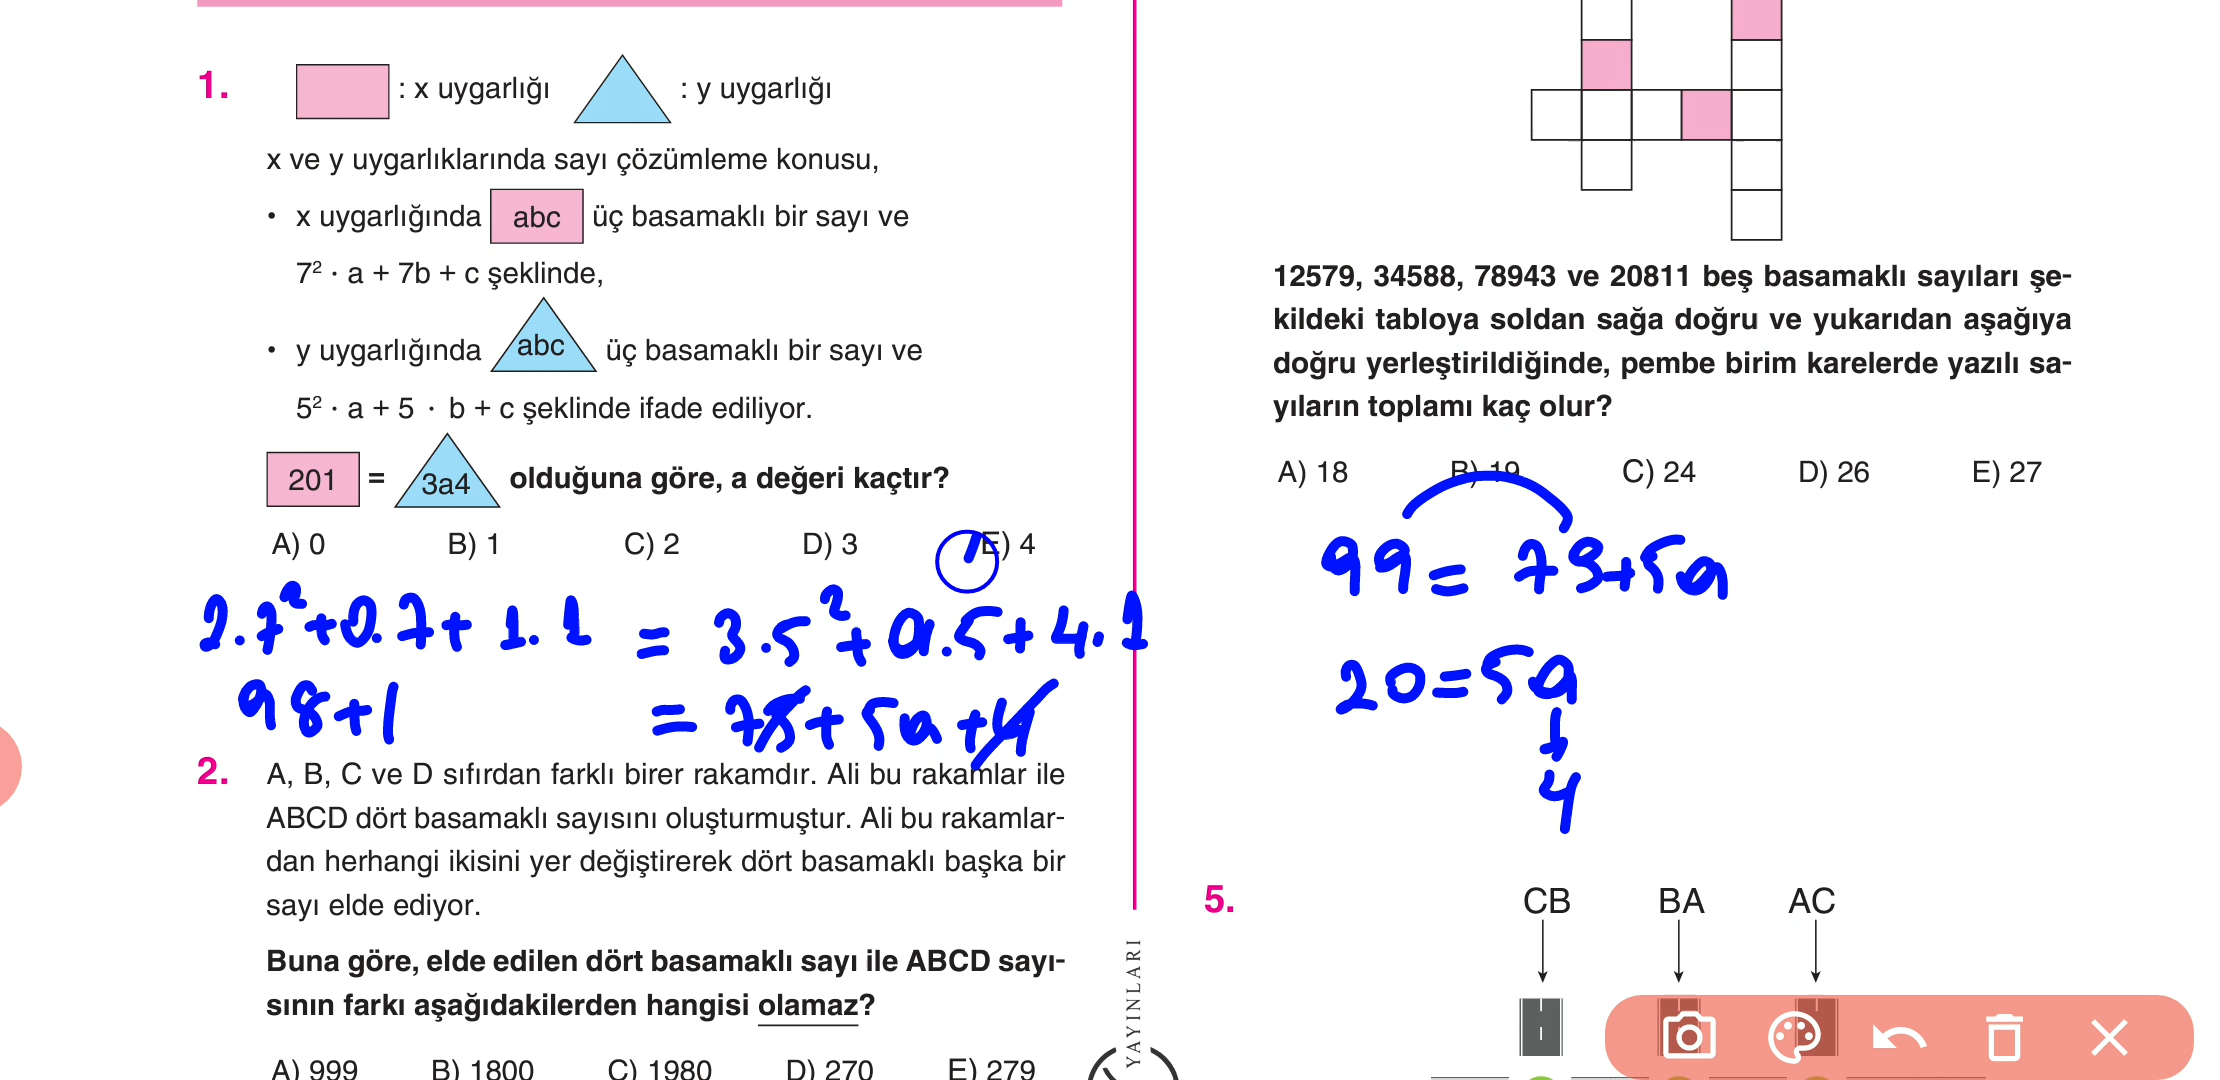 1.
: x uygarlığı : y uygarlığı
x ve y uygarlıklarında sayı çözümleme konusu,
• x uygarlığında abc üç basamaklı bir sayı ve
7² · a + 7b + c şeklinde,
• y uygarlığında abc üç basamaklı bir sayı ve
5² · a + 5 · b + c şeklinde ifade ediliyor.
201 = 3a4 olduğuna göre, a değeri kaçtır?
A) 0 B) 1 C) 2 D) 3 E) 4
2.7²+0.7+1.1 = 3.5²+a.5+4.1
98+1 = 75+5a+4
2. A, B, C ve D sıfırdan farklı birer rakamdır. Ali bu rakamlar ile
ABCD dört basamaklı sayısını oluşturmuştur. Ali bu rakamlar-
dan herhangi ikisini yer değiştirerek dört basamaklı başka bir
sayı elde ediyor.
Buna göre, elde edilen dört basamaklı sayı ile ABCD sayı-
sının farkı aşağıdakilerden hangisi olamaz?
A) 999 B) 1800 C) 1980 D) 270 E) 279
YAYINLARI
12579, 34588, 78943 ve 20811 beş basamaklı sayıları şe-
kildeki tabloya soldan sağa doğru ve yukarıdan aşağıya
doğru yerleştirildiğinde, pembe birim karelerde yazılı sa-
yıların toplamı kaç olur?
A) 18 B) 19 C) 24 D) 26 E) 27
99 = 79+5a
20=5a
4
5.
CB BA AC